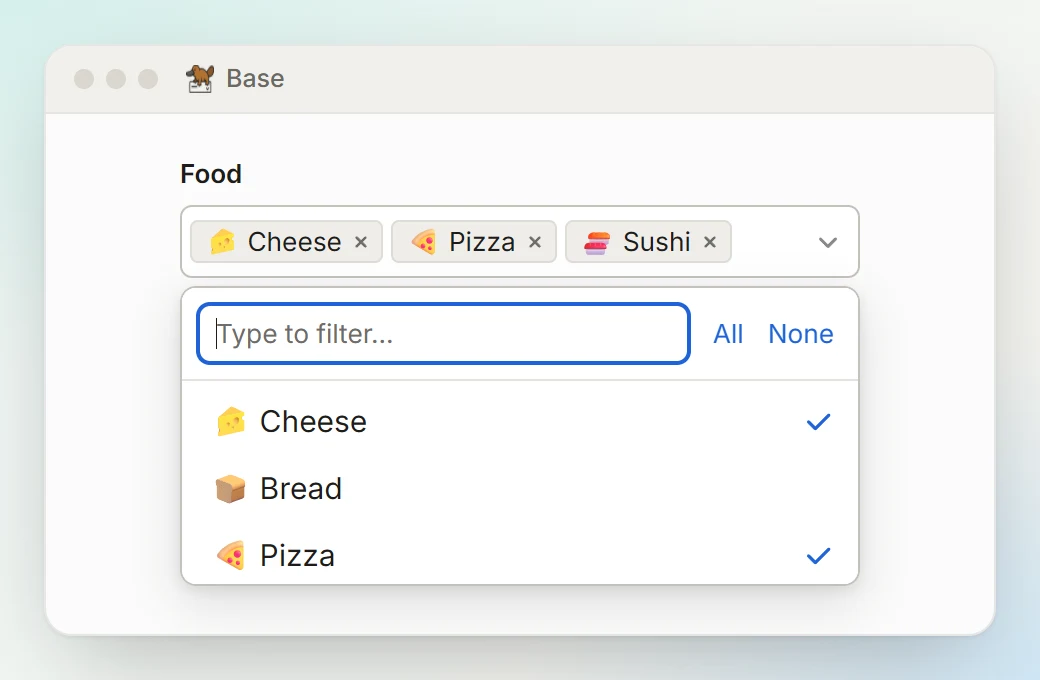 Base
Food
Cheese × Pizza × Sushi ×
Type to filter... All None
Cheese
Bread
Pizza